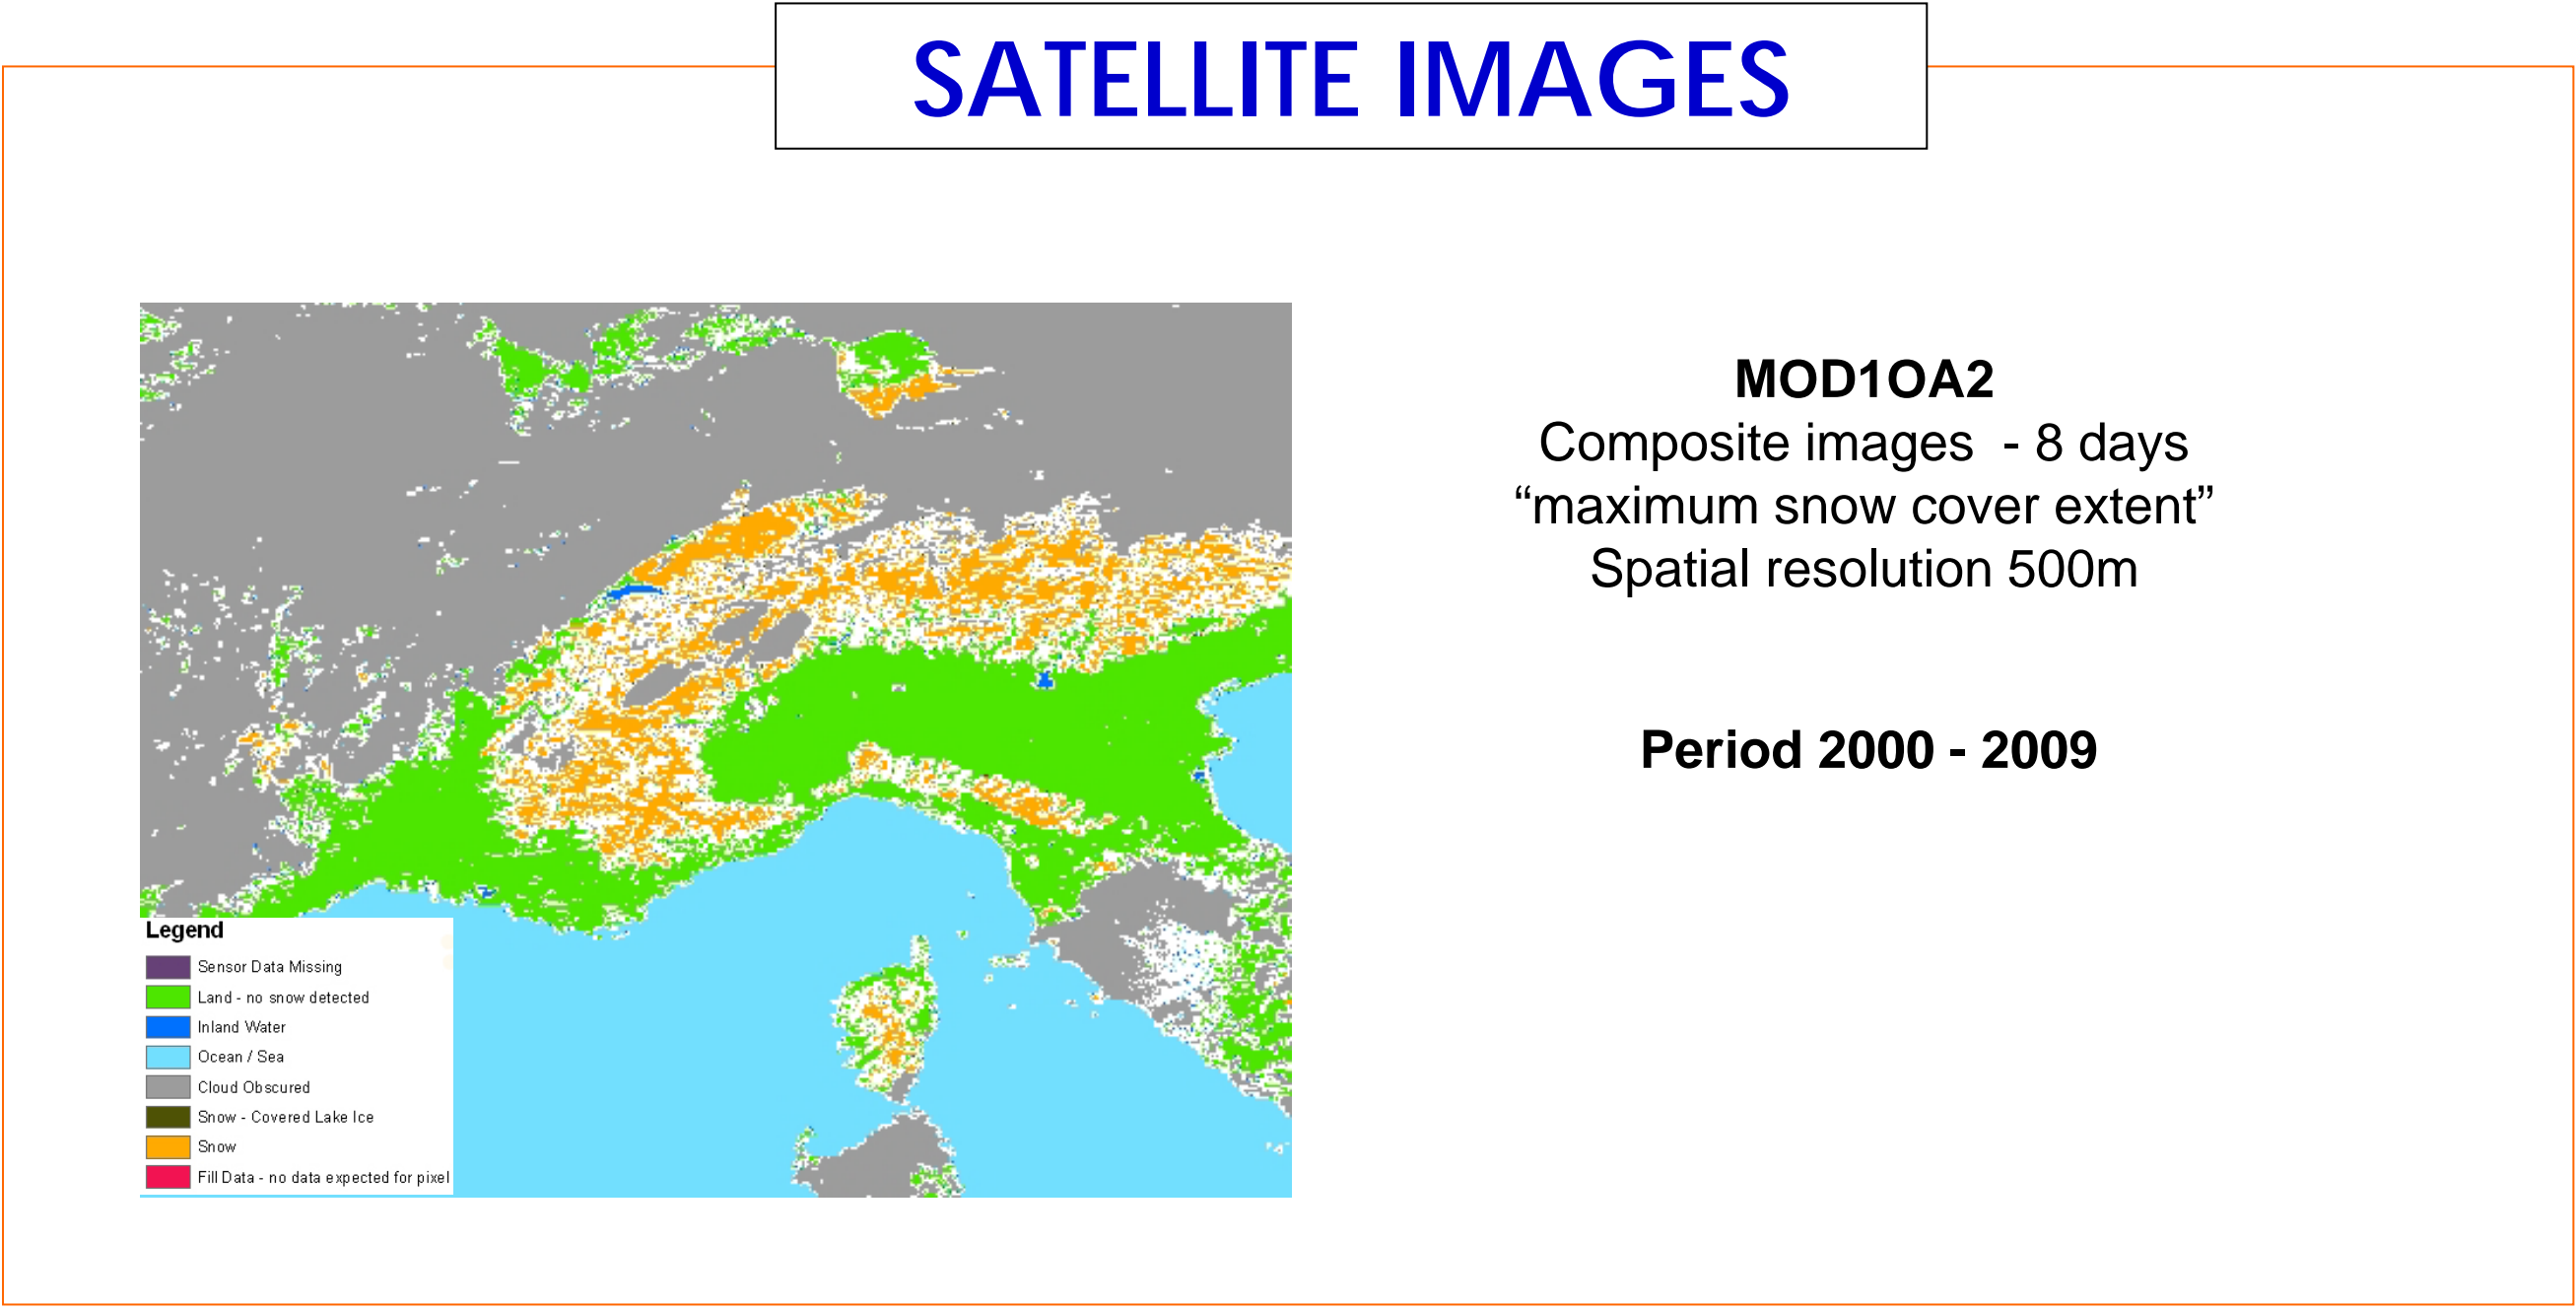 SATELLITE IMAGES
MOD1OA2
Composite images  - 8 days
“maximum snow cover extent”
Spatial resolution 500m
Period 2000 - 2009
Legend
Sensor Data Missing
Land - no snow detected
Inland Water
Ocean / Sea
Cloud Obscured
Snow - Covered Lake Ice
Snow
Fill Data - no data expected for pixel